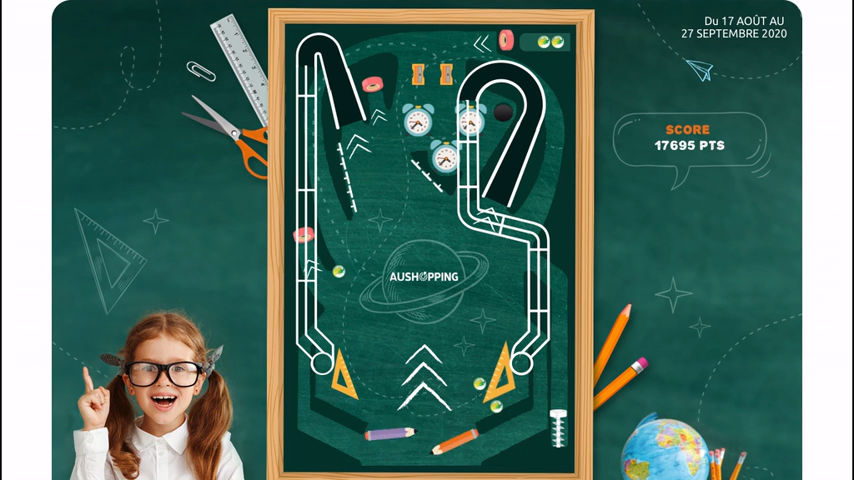 Du 17 AOÛT AU
27 SEPTEMBRE 2020
SCORE
17695 PTS
AUSHOPPING